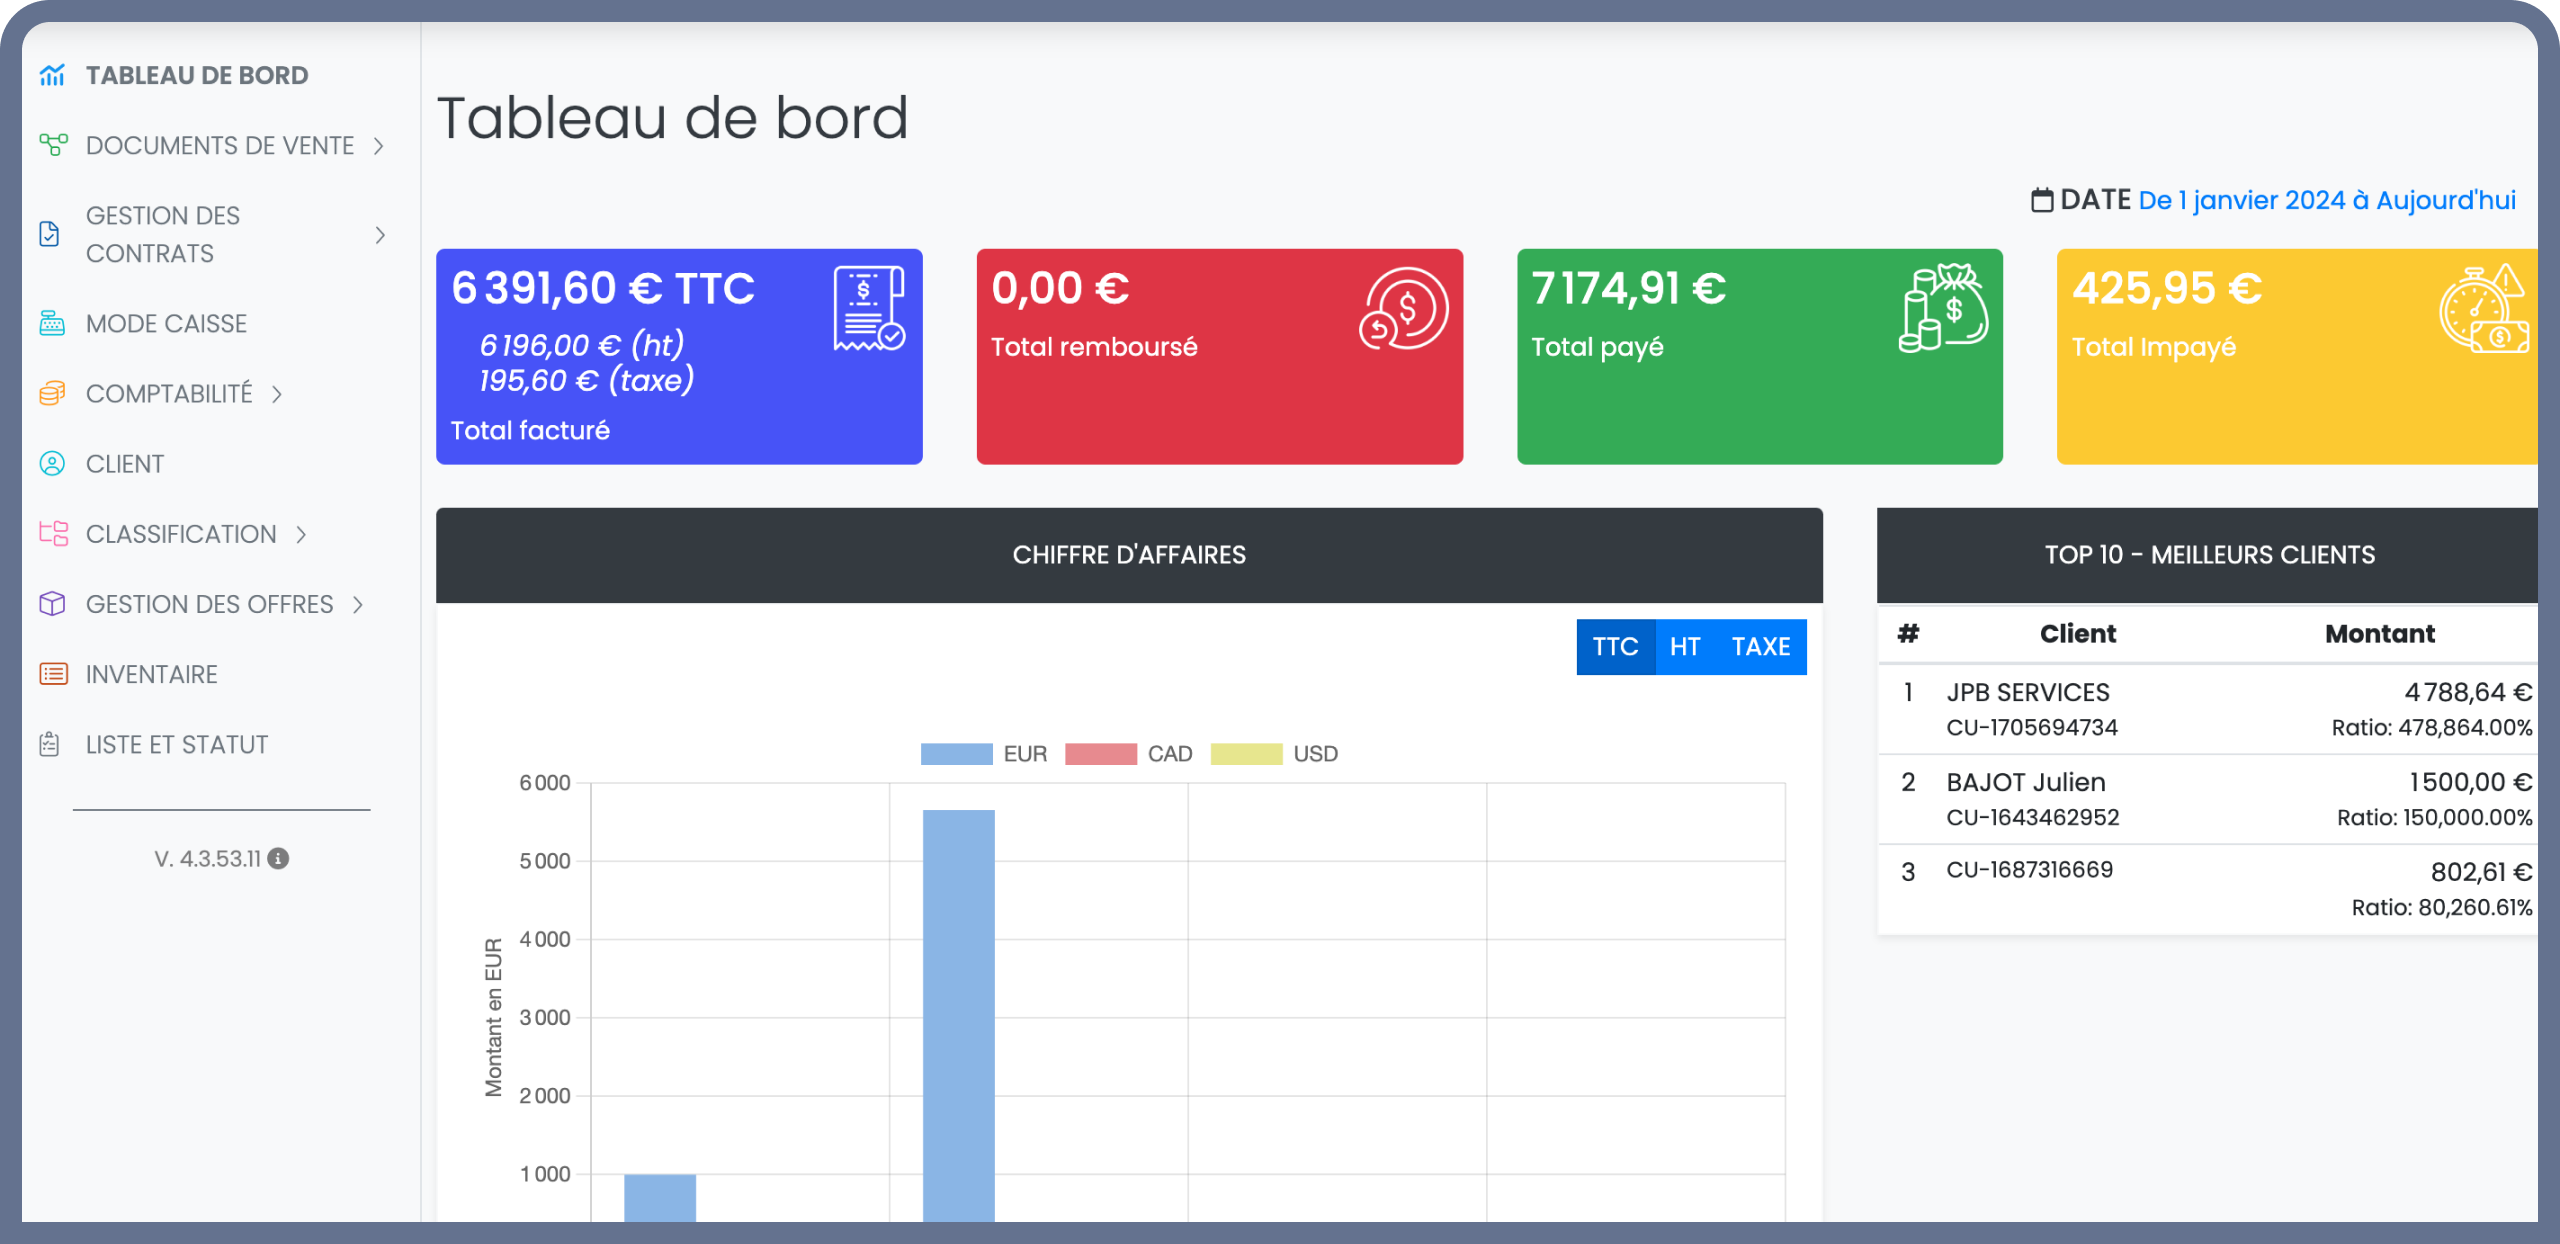 TABLEAU DE BORD
DOCUMENTS DE VENTE
GESTION DES
CONTRATS
MODE CAISSE
COMPTABILITÉ
CLIENT
CLASSIFICATION
GESTION DES OFFRES
INVENTAIRE
LISTE ET STATUT
V. 4.3.53.11
Tableau de bord
DATE De 1 janvier 2024 à Aujourd'hui
6 391,60 € TTC
6 196,00 € (ht)
195,60 € (taxe)
Total facturé
0,00 €
Total remboursé
7 174,91 €
Total payé
425,95 €
Total Impayé
CHIFFRE D'AFFAIRES
TTC HT TAXE
EUR CAD USD
Montant en EUR
6 000
5 000
4 000
3 000
2 000
1 000
TOP 10 - MEILLEURS CLIENTS
# Client Montant
1 JPB SERVICES 4 788,64 €
CU-1705694734 Ratio: 478,864.00%
2 BAJOT Julien 1 500,00 €
CU-1643462952 Ratio: 150,000.00%
3 CU-1687316669 802,61 €
Ratio: 80,260.61%